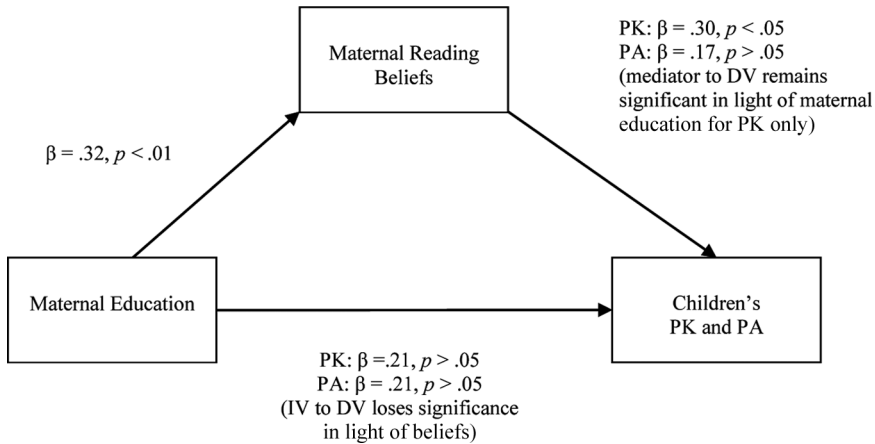 Maternal Reading
Beliefs
PK: β = .30, p < .05
PA: β = .17, p > .05
(mediator to DV remains
significant in light of maternal
education for PK only)
β = .32, p < .01
Maternal Education
Children’s
PK and PA
PK: β =.21, p > .05
PA: β = .21, p > .05
(IV to DV loses significance
in light of beliefs)